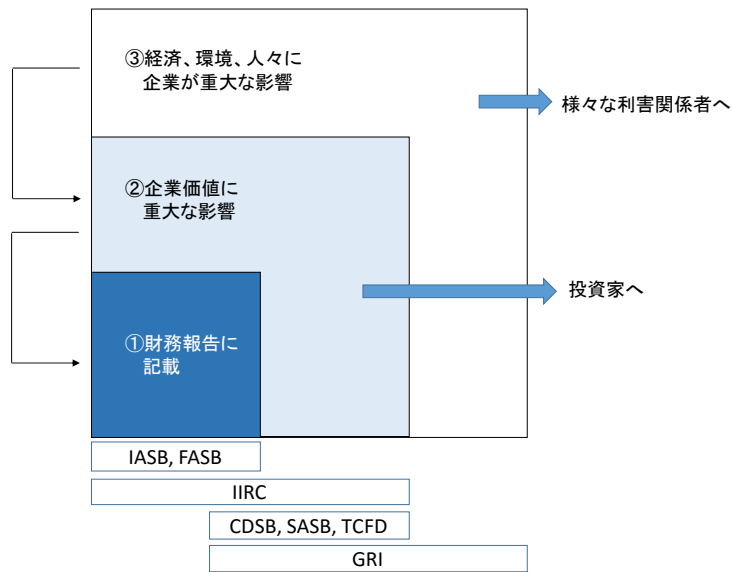 ③経済、環境、人々に
企業が重大な影響
様々な利害関係者へ
②企業価値に
重大な影響
投資家へ
①財務報告に
記載
IASB, FASB
IIRC
CDSB, SASB, TCFD
GRI